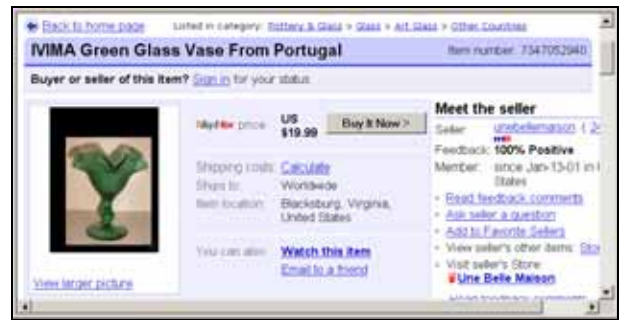 Back to home page
Listed in category: Pottery & Glass > Glass > Art Glass > Other Countries
IVIMA Green Glass Vase From Portugal
Item number: 7347052940
Buyer or seller of this item? Sign in for your status
View larger picture
Buy It Now price:
US $19.99
Buy It Now >
Shipping costs: Calculate
Ships to: Worldwide
Item location: Blacksburg, Virginia, United States
You can also: Watch this item
Email to a friend
Meet the seller
Seller: unebellemaison (
Feedback: 100% Positive
Member: since Jan-13-01 in
States
Read feedback comments
Ask seller a question
Add to Favorite Sellers
View seller's other items:
Visit seller's Store:
Une Belle Maison